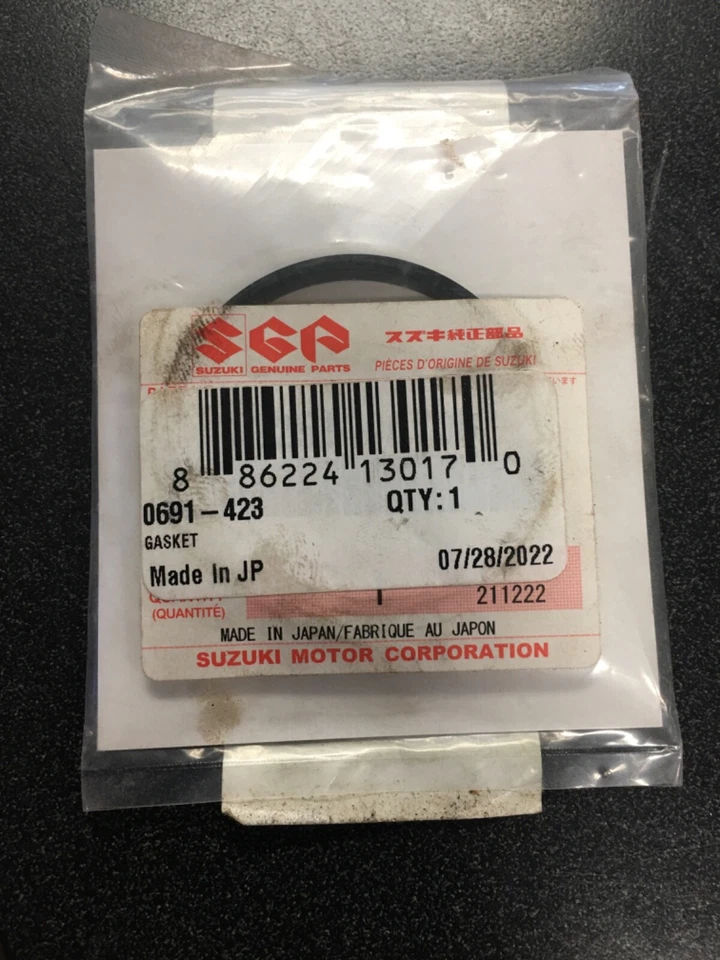 SGP スズキ純正部品
SUZUKI GENUINE PARTS PIÈCES D'ORIGINE DE SUZUKI
8 86224 13017 0
0691-423 QTY:1
GASKET
Made In JP 07/28/2022
(QUANTITÉ) 211222
MADE IN JAPAN/FABRIQUE AU JAPON
SUZUKI MOTOR CORPORATION